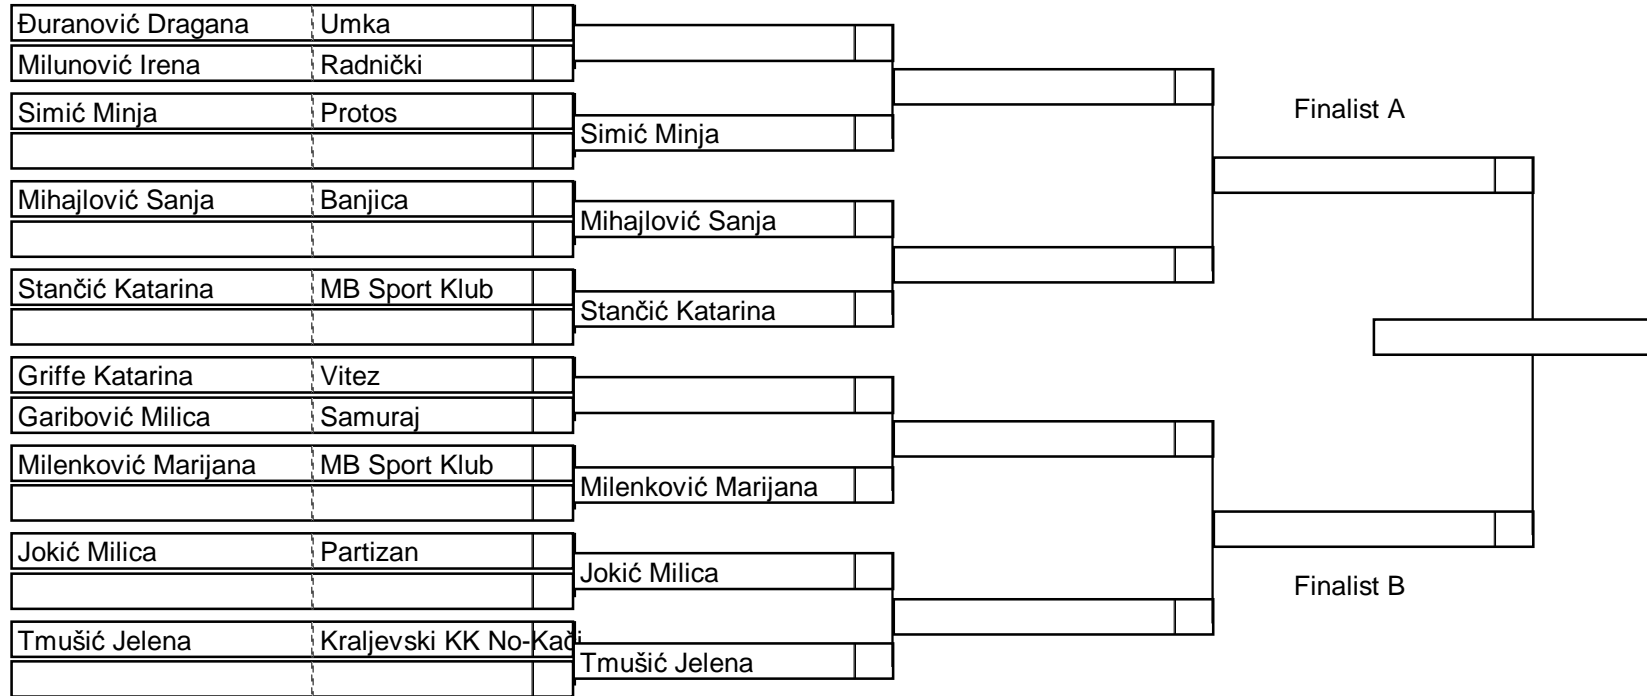 Đuranović Dragana Umka
Milunović Irena Radnički
Simić Minja Protos
Simić Minja
Finalist A
Mihajlović Sanja Banjica
Mihajlović Sanja
Stančić Katarina MB Sport Klub
Stančić Katarina
Griffe Katarina Vitez
Garibović Milica Samuraj
Milenković Marijana MB Sport Klub
Milenković Marijana
Jokić Milica Partizan
Jokić Milica
Finalist B
Tmušić Jelena Kraljevski KK No-Kači
Tmušić Jelena